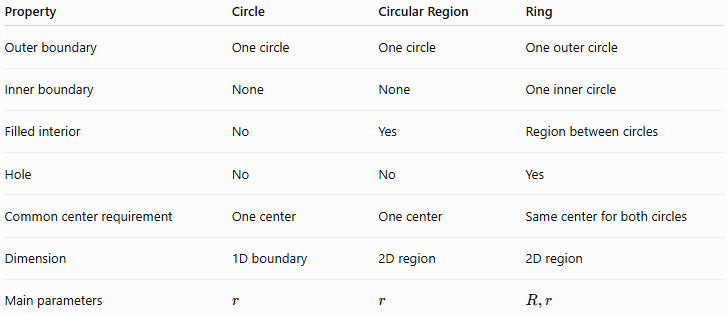 Property Circle Circular Region Ring
Outer boundary One circle One circle One outer circle
Inner boundary None None One inner circle
Filled interior No Yes Region between circles
Hole No No Yes
Common center requirement One center One center Same center for both circles
Dimension 1D boundary 2D region 2D region
Main parameters r r R, r